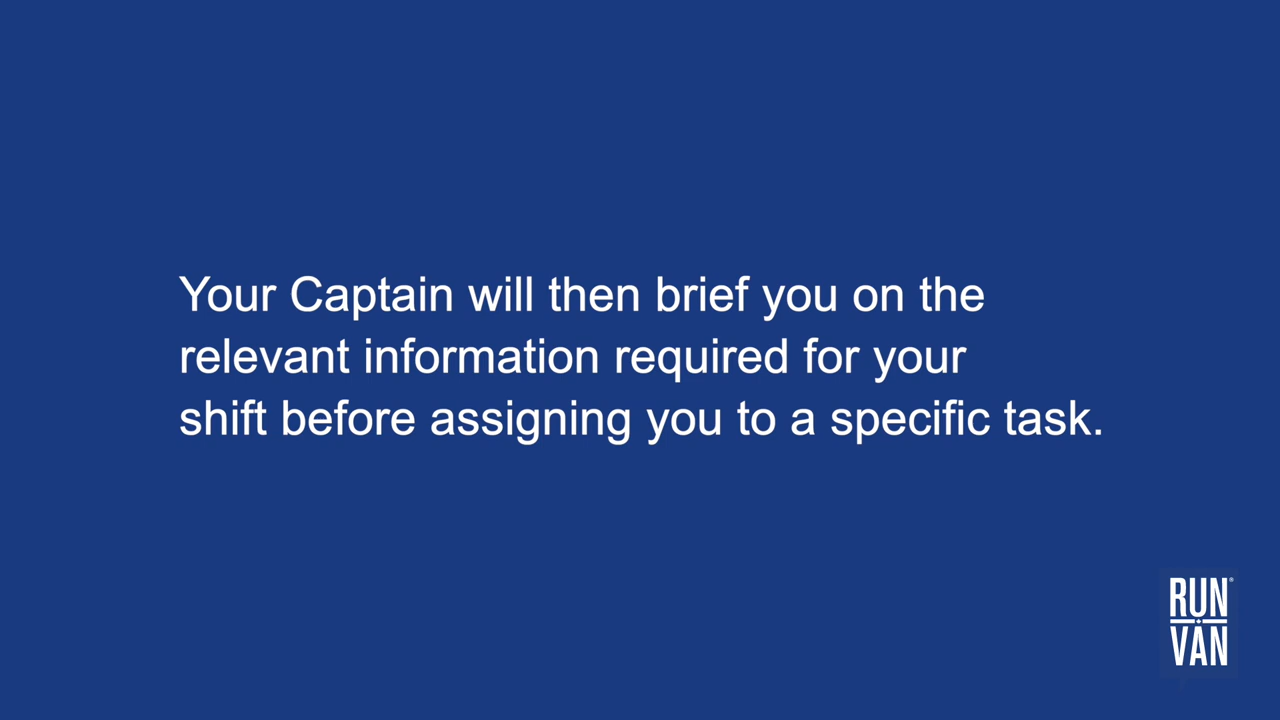 Your Captain will then brief you on the
relevant information required for your
shift before assigning you to a specific task.
RUN
VAN